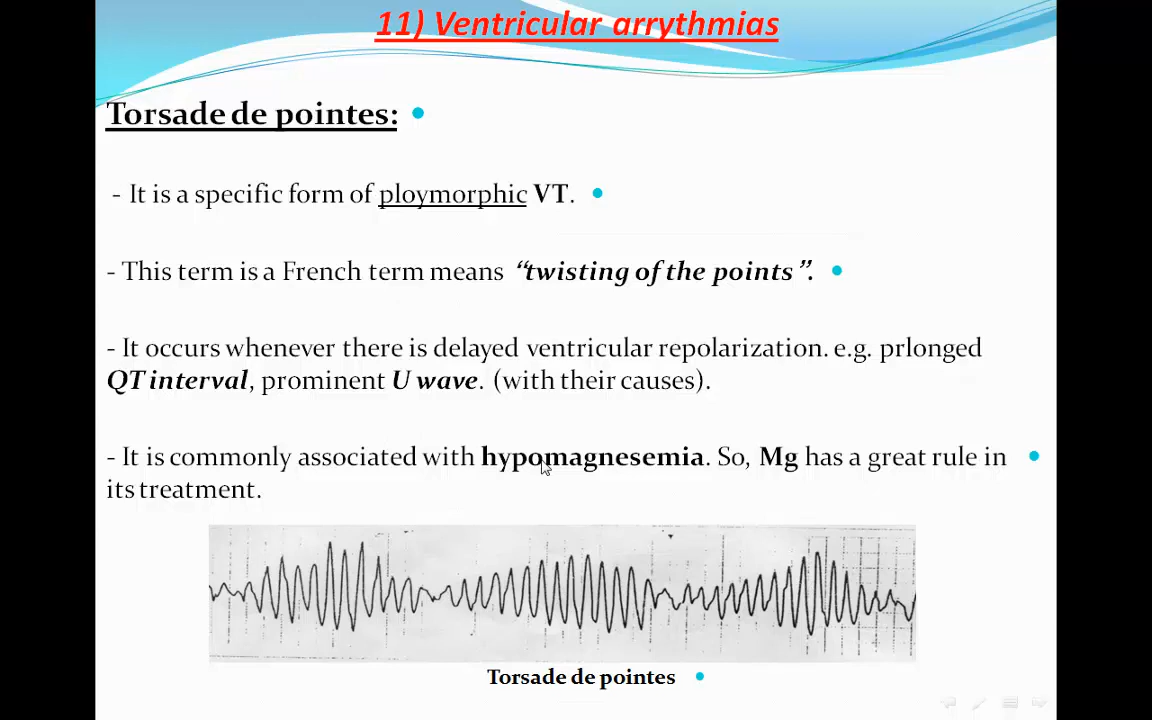 11) Ventricular arrythmias
Torsade de pointes:
- It is a specific form of ploymorphic VT.
- This term is a French term means “twisting of the points”.
- It occurs whenever there is delayed ventricular repolarization. e.g. prlonged
QT interval, prominent U wave. (with their causes).
- It is commonly associated with hypomagnesemia. So, Mg has a great rule in
its treatment.
Torsade de pointes